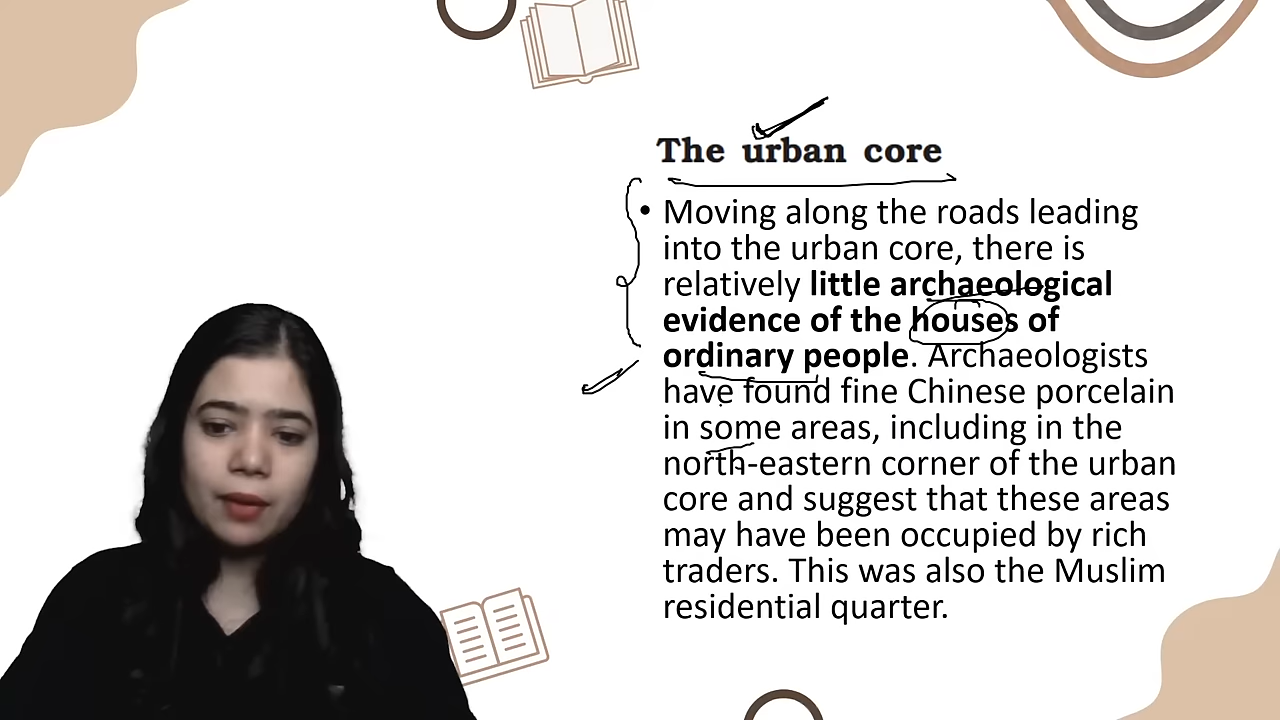 The urban core
• Moving along the roads leading
into the urban core, there is
relatively little archaeological
evidence of the houses of
ordinary people. Archaeologists
have found fine Chinese porcelain
in some areas, including in the
north-eastern corner of the urban
core and suggest that these areas
may have been occupied by rich
traders. This was also the Muslim
residential quarter.